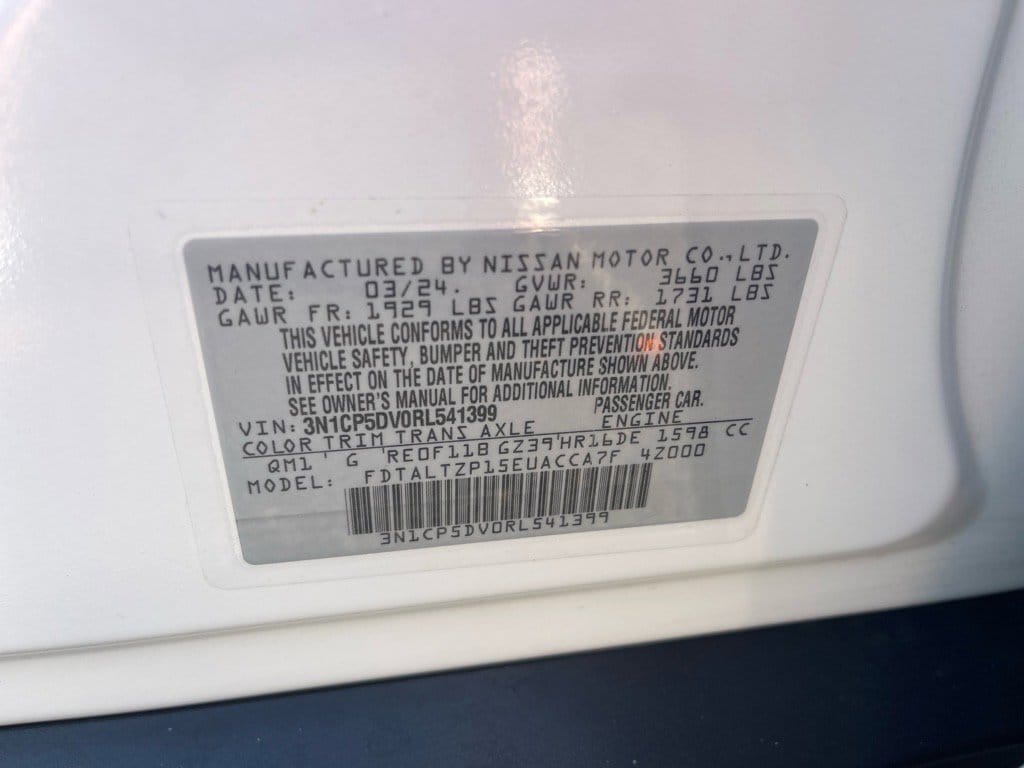 MANUFACTURED BY NISSAN MOTOR CO.,LTD.
DATE: 03/24. GVWR: 3660 LBS
GAWR FR: 1929 LBS GAWR RR: 1731 LBS
THIS VEHICLE CONFORMS TO ALL APPLICABLE FEDERAL MOTOR
VEHICLE SAFETY, BUMPER AND THEFT PREVENTION STANDARDS
IN EFFECT ON THE DATE OF MANUFACTURE SHOWN ABOVE.
SEE OWNER'S MANUAL FOR ADDITIONAL INFORMATION.
VIN: 3N1CP5DV0RL541399 PASSENGER CAR.
COLOR TRIM TRANS AXLE ENGINE
QM1 ' G 'RE0F11B GZ39'HR16DE 1598 CC
MODEL: FDTALTZP15EUACCA7F 4Z000
3N1CP5DV0RL541399